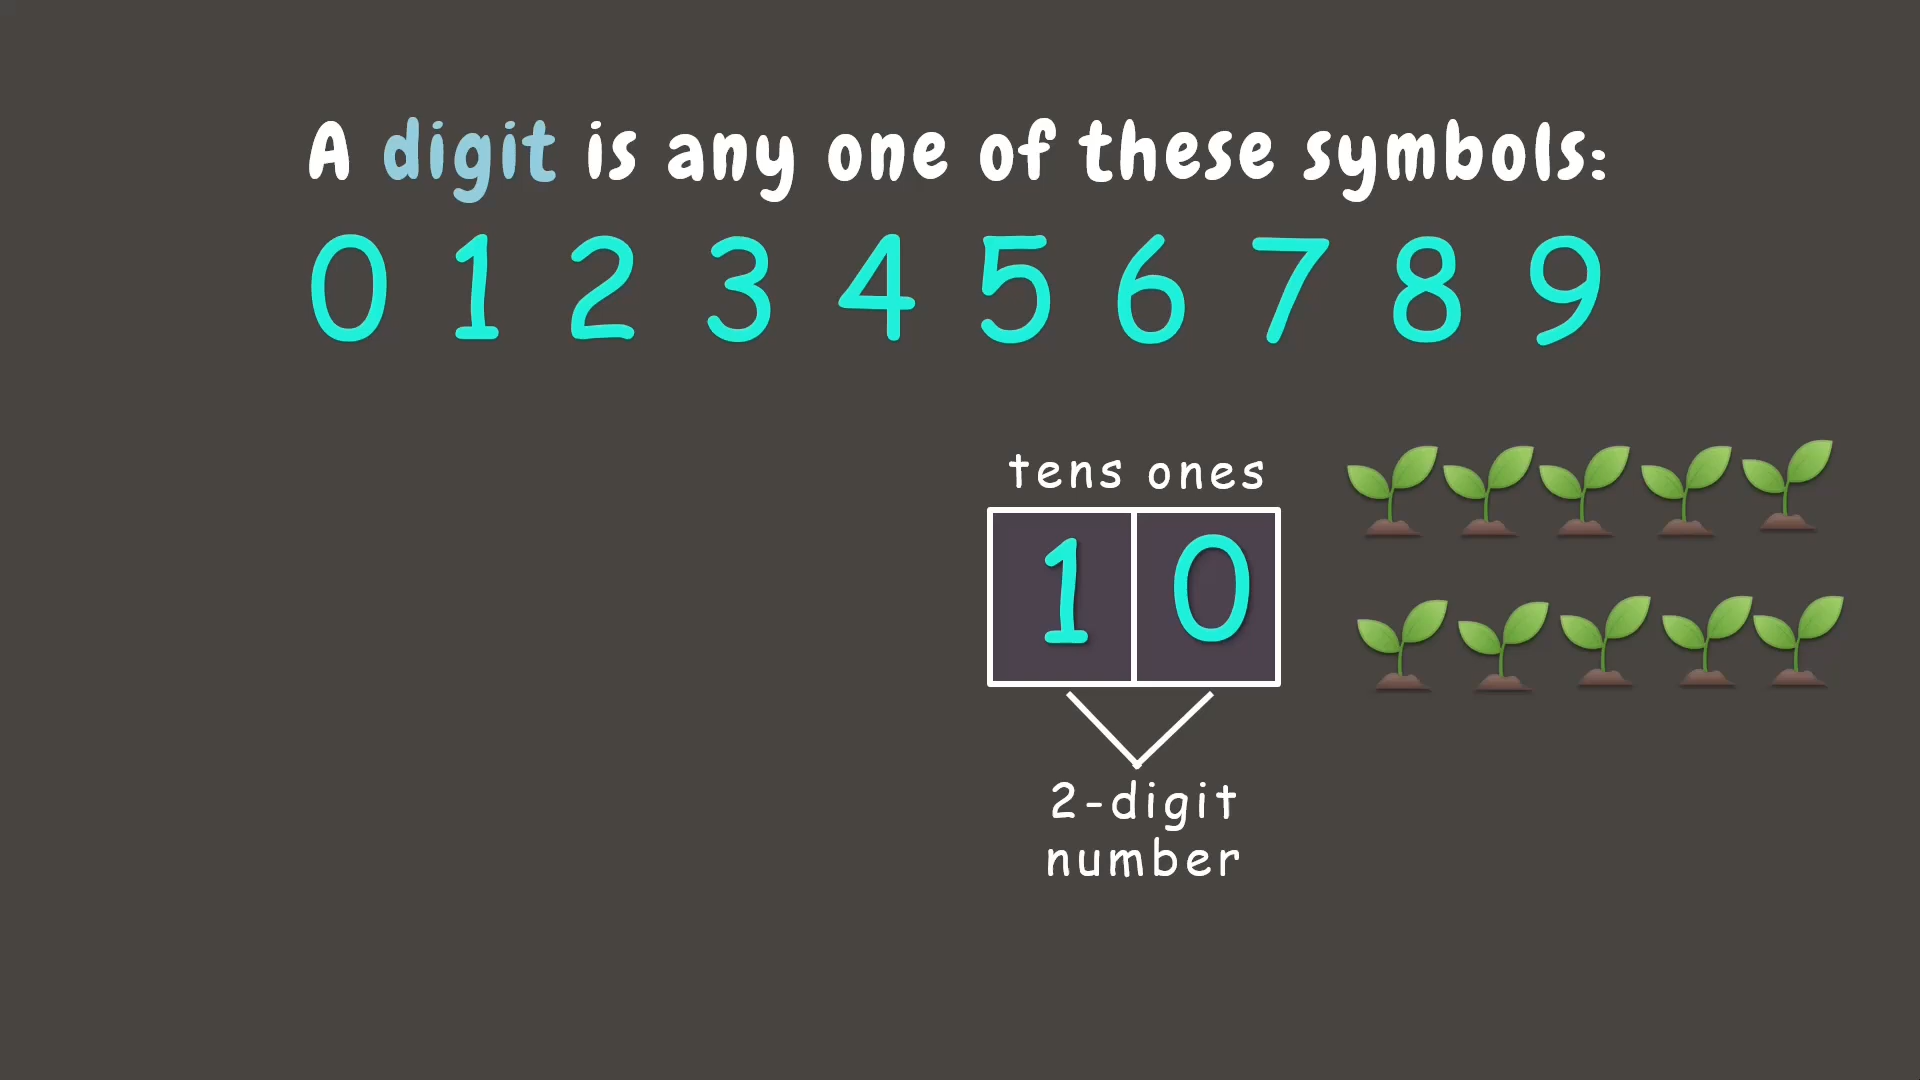 A digit is any one of these symbols:
0 1 2 3 4 5 6 7 8 9
tens ones
1 0
2-digit
number